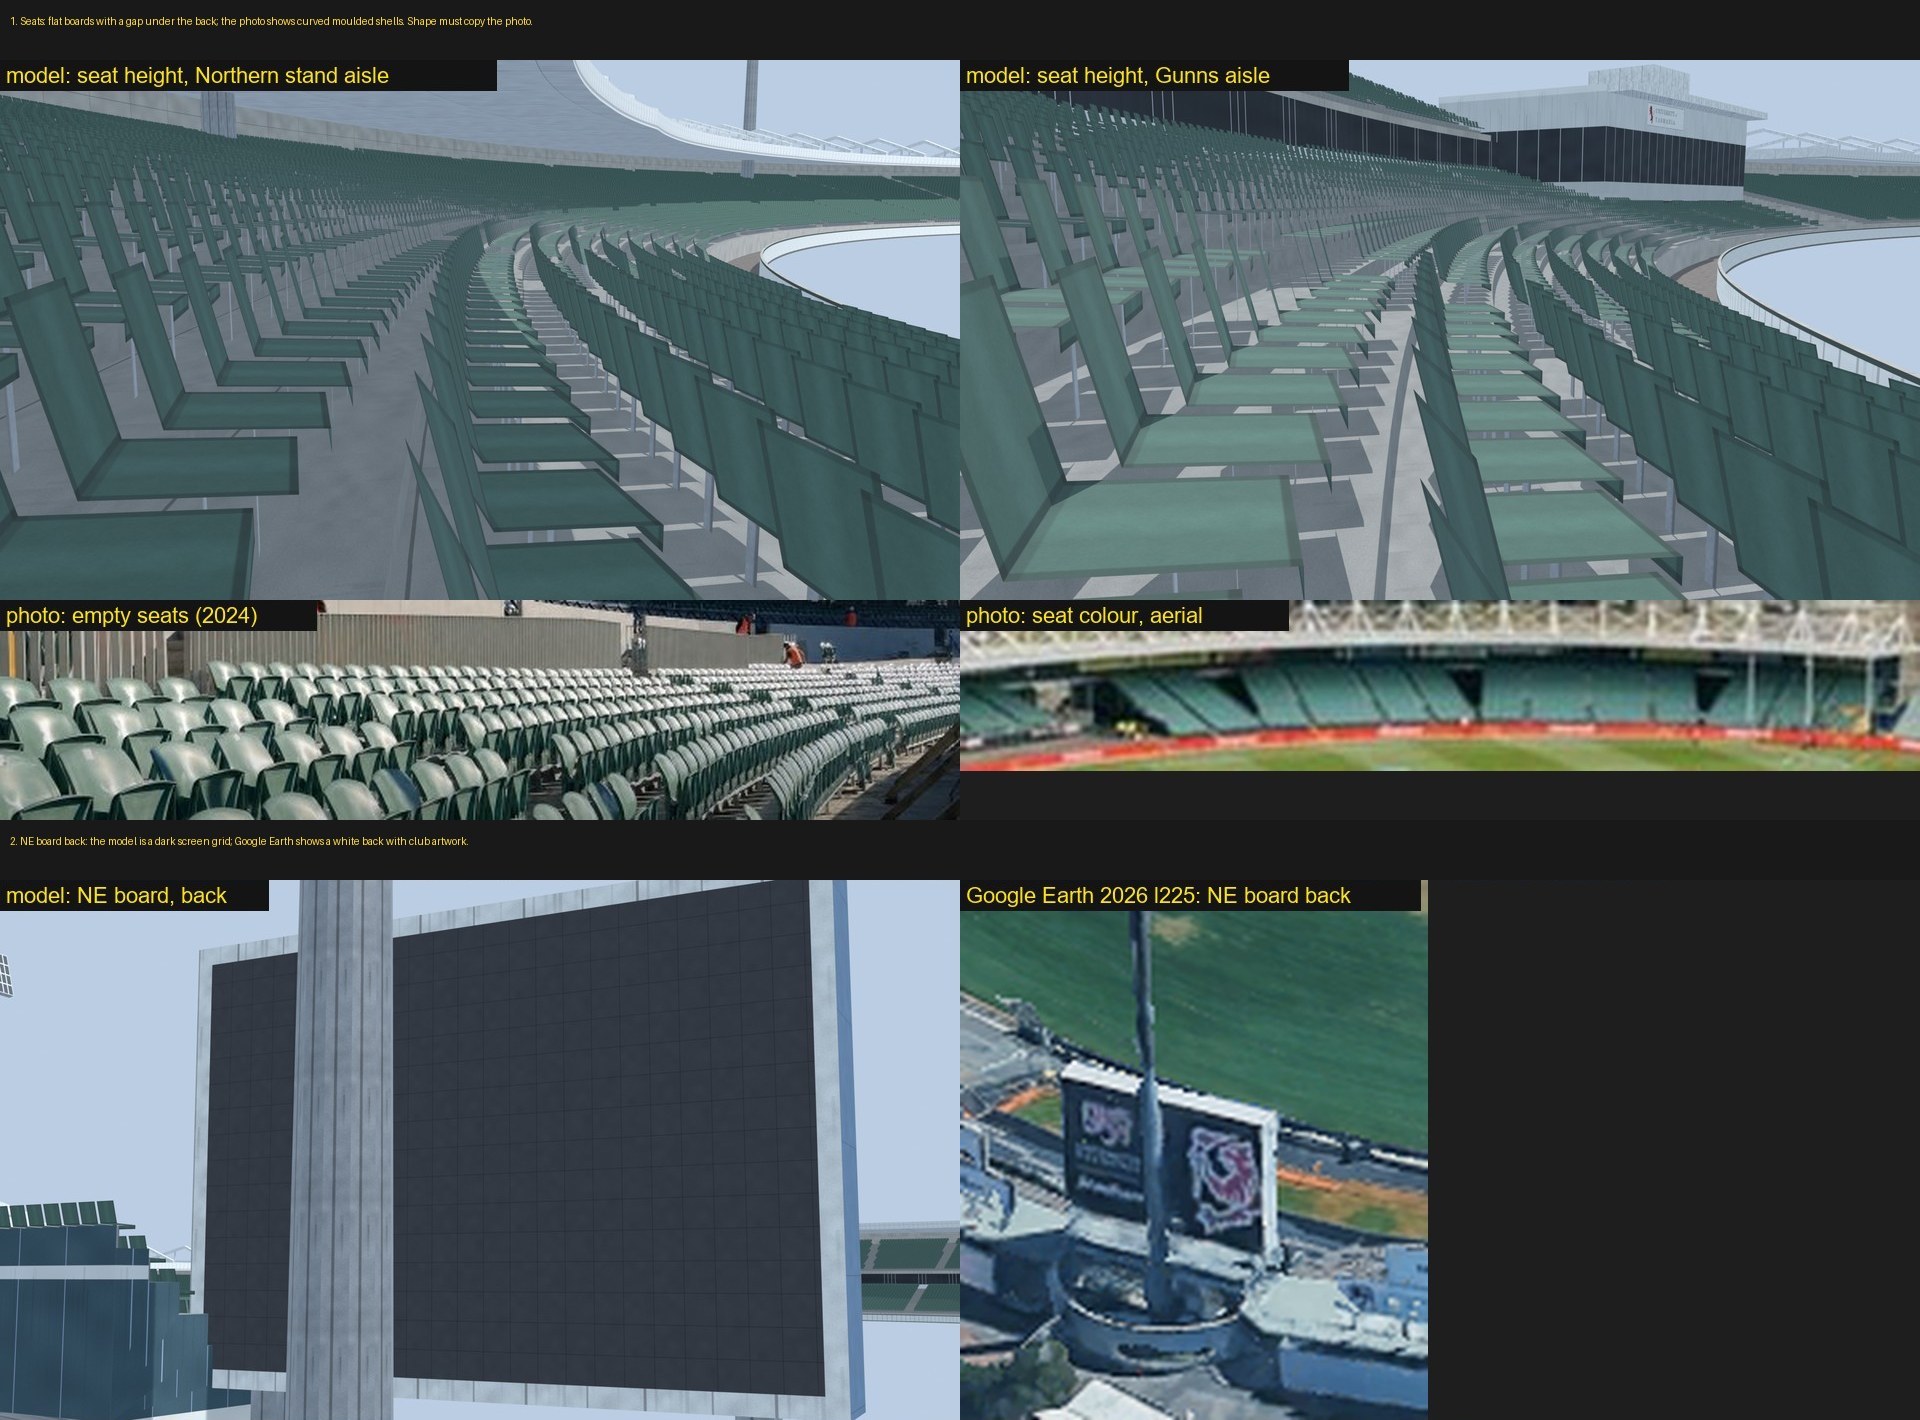 1. Seats: flat boards with a gap under the back; the photo shows curved moulded shells. Shape must copy the photo.
model: seat height, Northern stand aisle
model: seat height, Gunns aisle
photo: empty seats (2024)
photo: seat colour, aerial
2. NE board back: the model is a dark screen grid; Google Earth shows a white back with club artwork.
model: NE board, back
Google Earth 2026 l225: NE board back